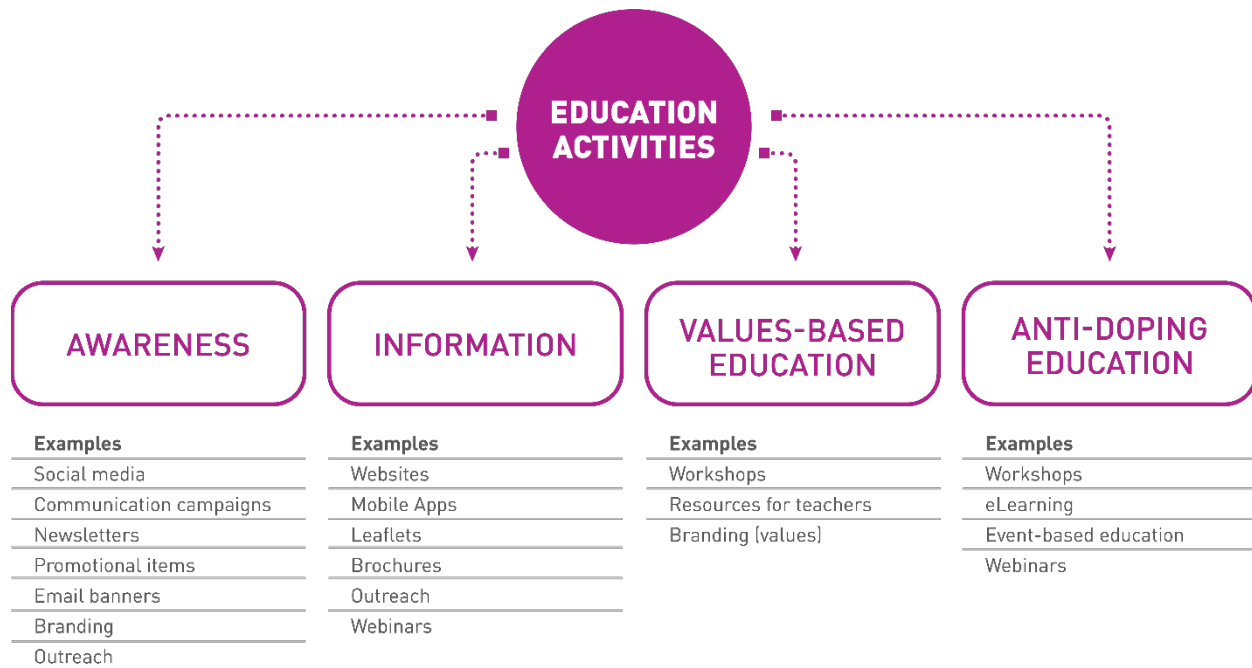 EDUCATION
ACTIVITIES
AWARENESS
INFORMATION
VALUES-BASED
EDUCATION
ANTI-DOPING
EDUCATION
Examples
Social media
Communication campaigns
Newsletters
Promotional items
Email banners
Branding
Outreach
Examples
Websites
Mobile Apps
Leaflets
Brochures
Outreach
Webinars
Examples
Workshops
Resources for teachers
Branding (values)
Examples
Workshops
eLearning
Event-based education
Webinars